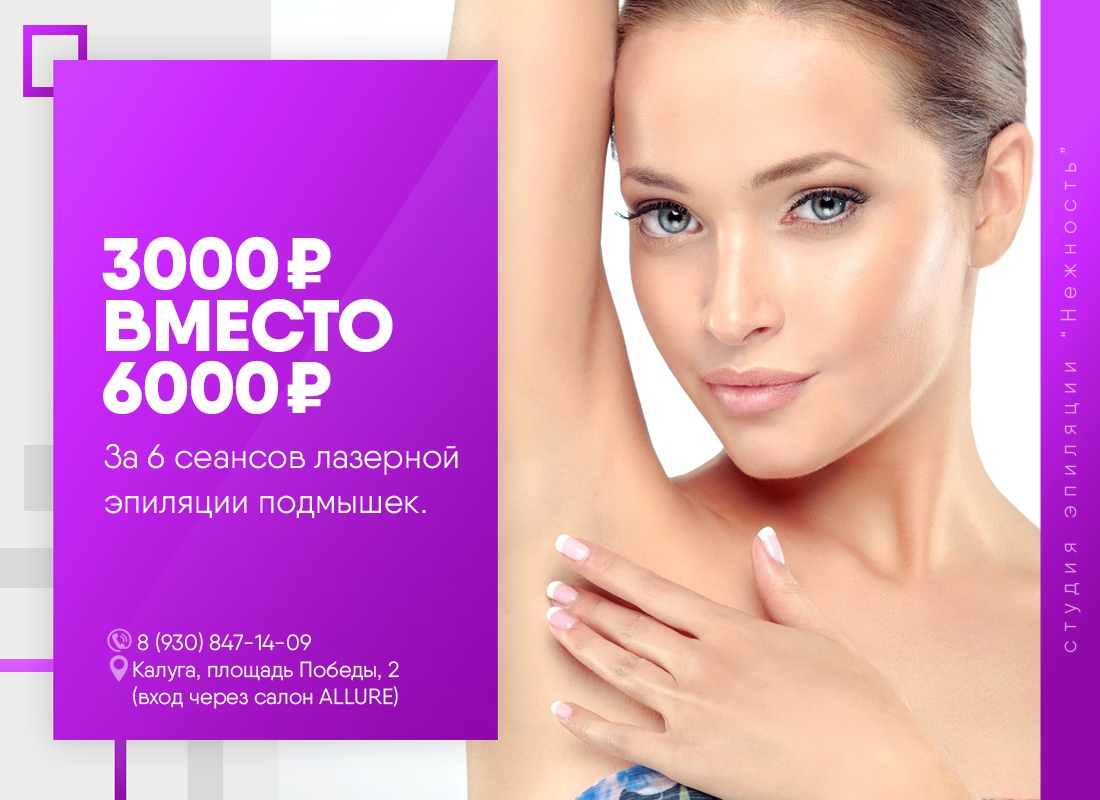 3000 ₽
ВМЕСТО
6000 ₽
За 6 сеансов лазерной
эпиляции подмышек.
8 (930) 847-14-09
Калуга, площадь Победы, 2
(вход через салон ALLURE)
студия эпиляции "Нежность"